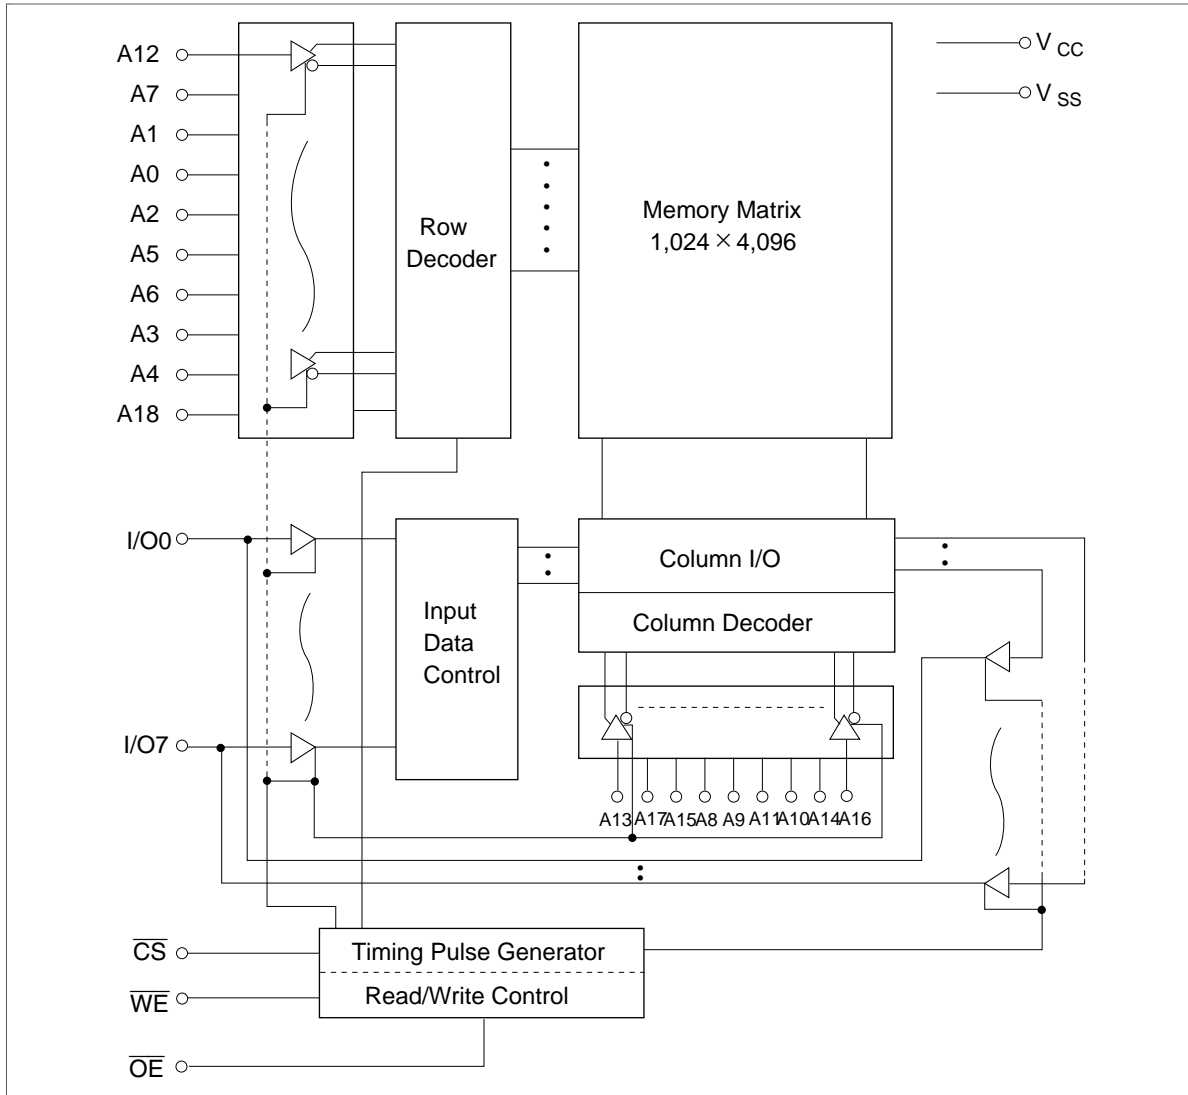 A12
A7
A1
A0
A2
A5
A6
A3
A4
A18
Row
Decoder
Memory Matrix
1,024 × 4,096
V CC
V SS
I/O0
I/O7
Input
Data
Control
Column I/O
Column Decoder
A13 A17 A15 A8 A9 A11 A10 A14 A16
CS
WE
OE
Timing Pulse Generator
Read/Write Control